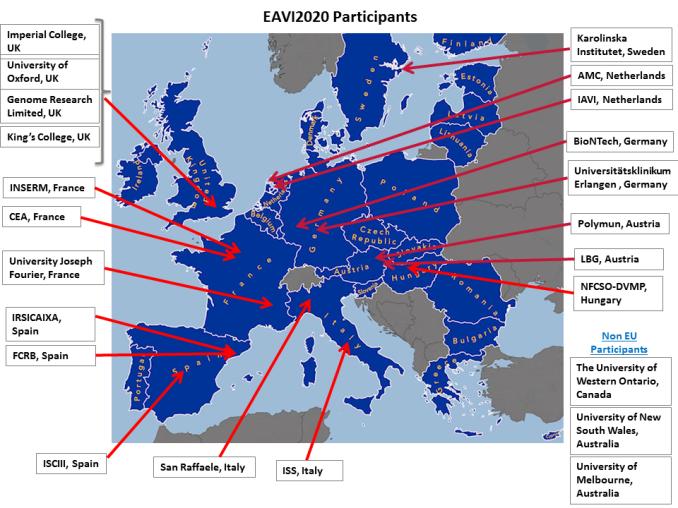 EAVI2020 Participants
Imperial College,
UK
University of
Oxford, UK
Genome Research
Limited, UK
King's College, UK
INSERM, France
CEA, France
University Joseph
Fourier, France
IRSICAIXA,
Spain
FCRB, Spain
ISCIII, Spain
San Raffaele, Italy
ISS, Italy
Karolinska
Institutet, Sweden
AMC, Netherlands
IAVI, Netherlands
BioNTech, Germany
Universitätsklinikum
Erlangen , Germany
Polymun, Austria
LBG, Austria
NFCSO-DVMP,
Hungary
Non EU
Participants
The University of
Western Ontario,
Canada
University of New
South Wales,
Australia
University of
Melbourne,
Australia
Finland
Sweden
Estonia
Latvia
Lithuania
Denmark
Ireland
United
Kingdom
Belgium
Germany
Poland
Czech
Republic
Slovakia
Austria
Hungary
Romania
France
Italy
Bulgaria
Portugal
Spain
Greece